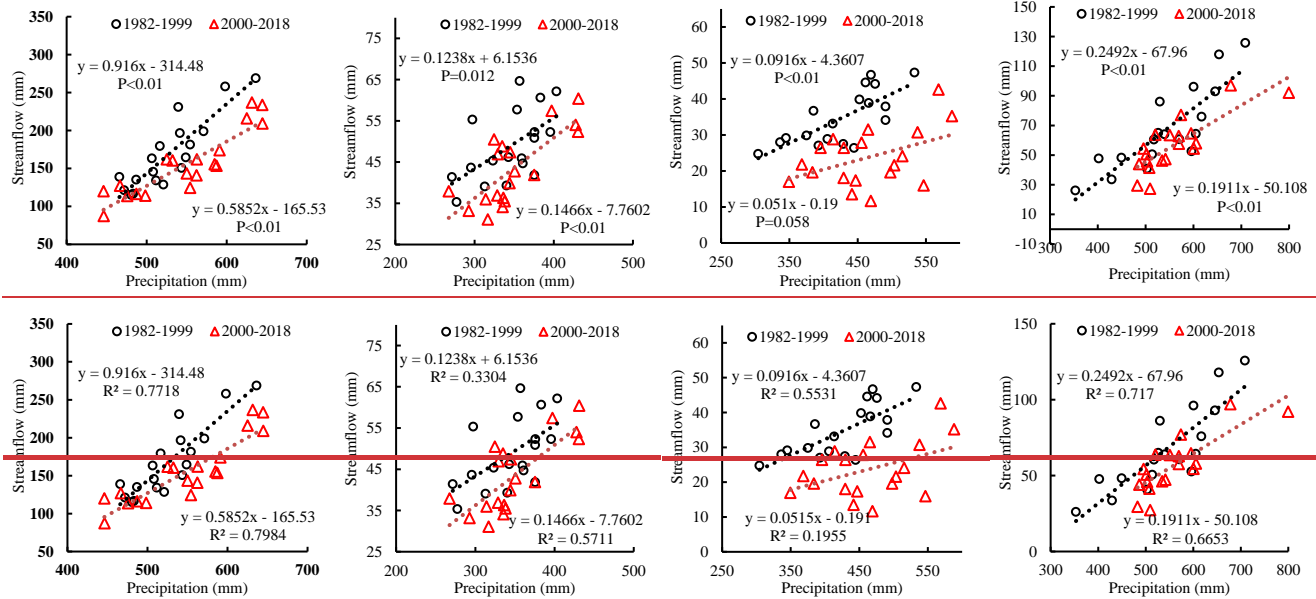 1982-1999 2000-2018
y = 0.916x - 314.48
P<0.01
y = 0.5852x - 165.53
P<0.01
350
300
250
200
150
100
50
400 500 600 700
Streamflow (mm)
Precipitation (mm)
1982-1999 2000-2018
y = 0.1238x + 6.1536
P=0.012
y = 0.1466x - 7.7602
P<0.01
75
65
55
45
35
25
200 300 400 500
Streamflow (mm)
Precipitation (mm)
1982-1999 2000-2018
y = 0.0916x - 4.3607
P<0.01
y = 0.051x - 0.19
P=0.058
60
50
40
30
20
10
0
250 350 450 550
Streamflow (mm)
Precipitation (mm)
1982-1999 2000-2018
y = 0.2492x - 67.96
P<0.01
y = 0.1911x - 50.108
P<0.01
150
130
110
90
70
50
30
10
-10
300 400 500 600 700 800
Streamflow (mm)
Precipitation (mm)
1982-1999 2000-2018
y = 0.916x - 314.48
R² = 0.7718
y = 0.5852x - 165.53
R² = 0.7984
350
300
250
200
150
100
50
400 500 600 700
Streamflow (mm)
Precipitation (mm)
1982-1999 2000-2018
y = 0.1238x + 6.1536
R² = 0.3304
y = 0.1466x - 7.7602
R² = 0.5711
75
65
55
45
35
25
200 300 400 500
Streamflow (mm)
Precipitation (mm)
1982-1999 2000-2018
y = 0.0916x - 4.3607
R² = 0.5531
y = 0.0515x - 0.191
R² = 0.1955
60
50
40
30
20
10
0
250 350 450 550
Streamflow (mm)
Precipitation (mm)
1982-1999 2000-2018
y = 0.2492x - 67.96
R² = 0.717
y = 0.1911x - 50.108
R² = 0.6653
150
100
50
0
300 400 500 600 700 800
Streamflow (mm)
Precipitation (mm)